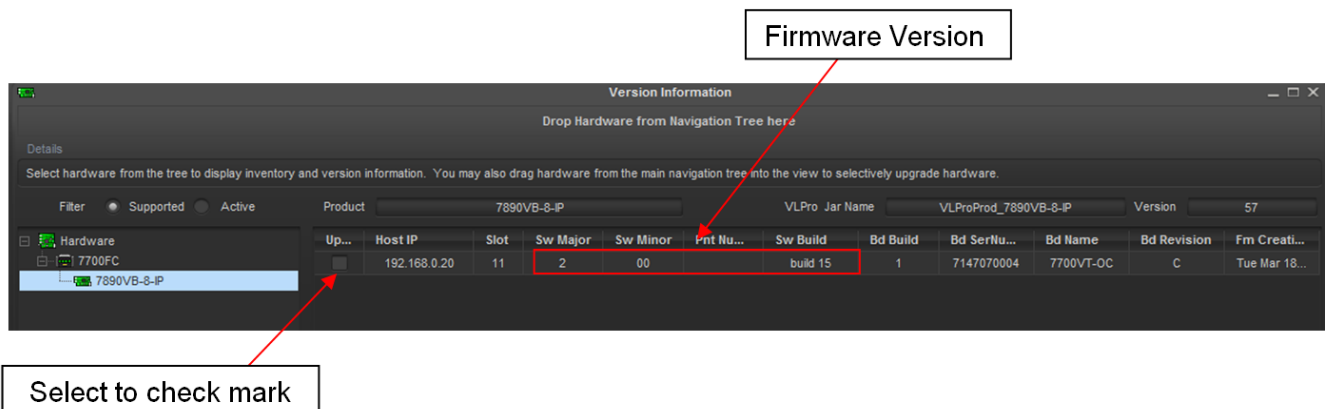 Firmware Version
Version Information
Drop Hardware from Navigation Tree here
Details
Select hardware from the tree to display inventory and version information. You may also drag hardware from the main navigation tree into the view to selectively upgrade hardware.
Filter Supported Active Product 7890VB-8-IP VLPro Jar Name VLProProd_7890VB-8-IP Version 57
Hardware Up... Host IP Slot Sw Major Sw Minor Pnt Nu... Sw Build Bd Build Bd SerNu... Bd Name Bd Revision Fm Creati...
7700FC 192.168.0.20 11 2 00 build 15 1 7147070004 7700VT-OC C Tue Mar 18...
7890VB-8-IP
Select to check mark